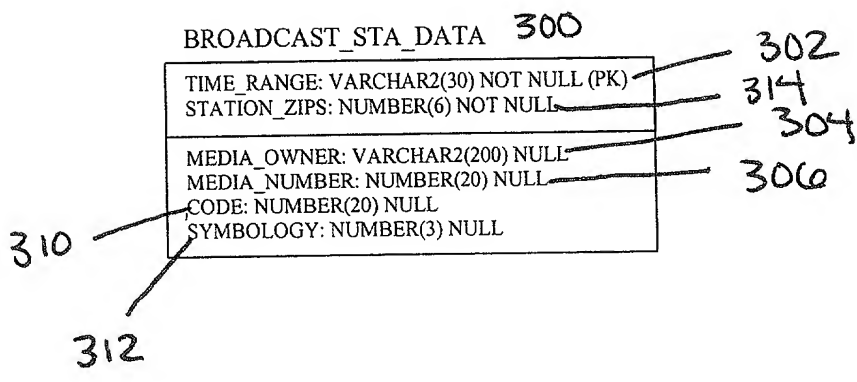 BROADCAST_STA_DATA 300
TIME_RANGE: VARCHAR2(30) NOT NULL (PK) 302
STATION_ZIPS: NUMBER(6) NOT NULL 314
MEDIA_OWNER: VARCHAR2(200) NULL 304
MEDIA_NUMBER: NUMBER(20) NULL 306
310 CODE: NUMBER(20) NULL
SYMBOLOGY: NUMBER(3) NULL
312